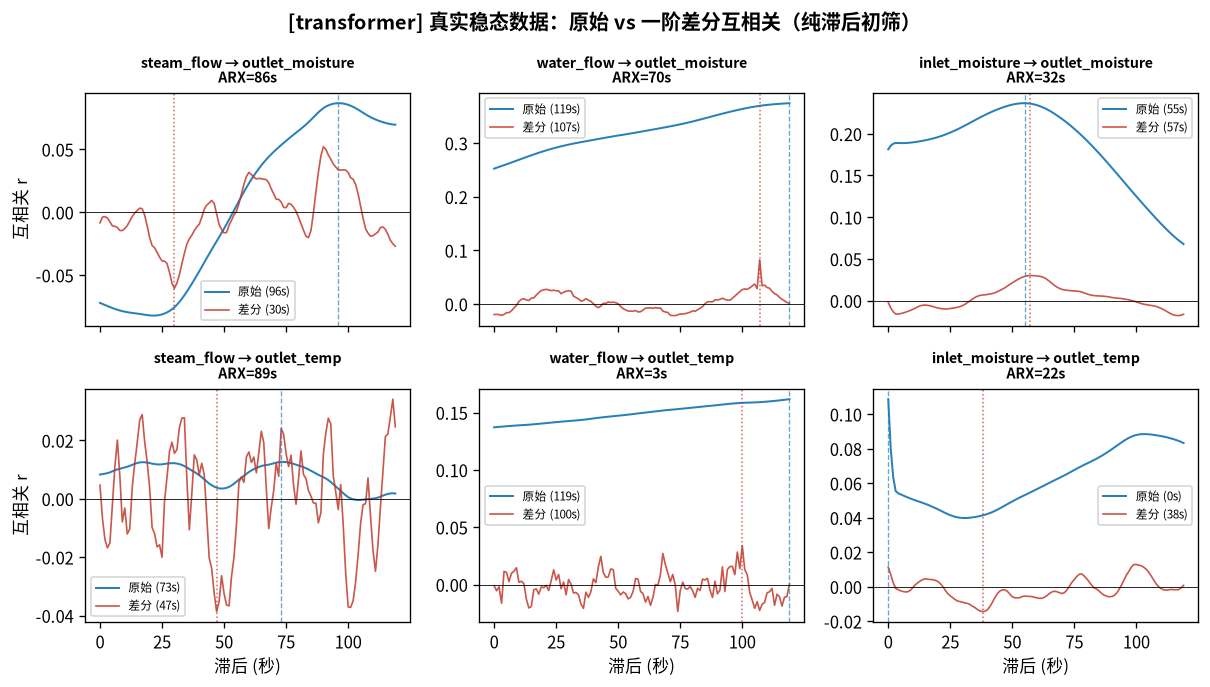 [transformer] 真实稳态数据：原始 vs 一阶差分互相关（纯滞后初筛）
steam_flow→outlet_moisture
ARX=86s
water_flow→outlet_moisture
ARX=70s
inlet_moisture→outlet_moisture
ARX=32s
互相关 r
0.05
0.00
-0.05
原始 (96s)
差分 (30s)
0.3
0.2
0.1
0.0
原始 (119s)
差分 (107s)
0.20
0.15
0.10
0.05
0.00
原始 (55s)
差分 (57s)
steam_flow→outlet_temp
ARX=89s
water_flow→outlet_temp
ARX=3s
inlet_moisture→outlet_temp
ARX=22s
互相关 r
0.02
0.00
-0.02
-0.04
原始 (73s)
差分 (47s)
0 25 50 75 100
滞后 (秒)
0.15
0.10
0.05
0.00
原始 (119s)
差分 (100s)
0 25 50 75 100
滞后 (秒)
0.10
0.08
0.06
0.04
0.02
0.00
-0.02
原始 (0s)
差分 (38s)
0 25 50 75 100
滞后 (秒)